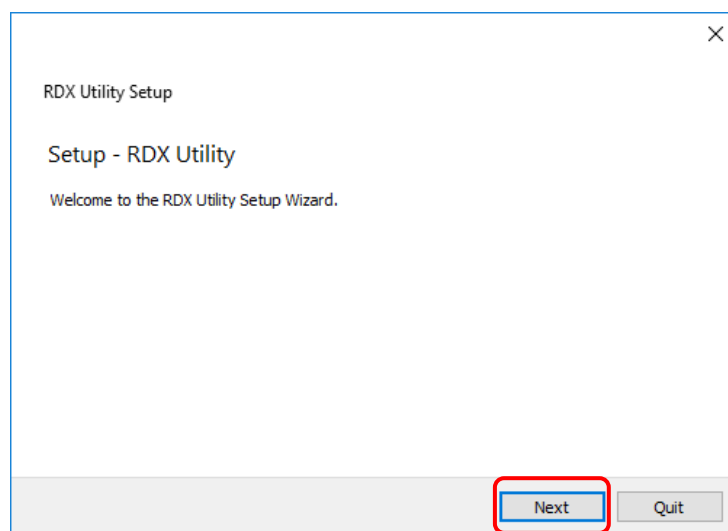 RDX Utility Setup
Setup - RDX Utility
Welcome to the RDX Utility Setup Wizard.
Next Quit